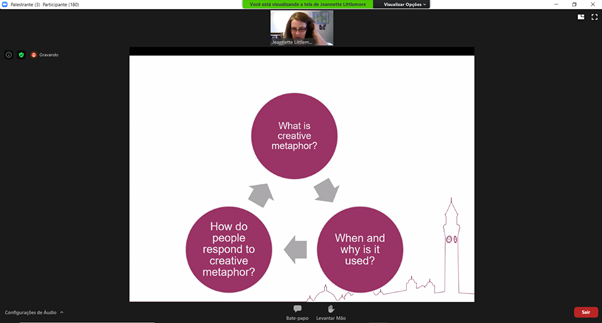 Palestrante (3) Participante (180)
Você está visualizando a tela de Jeannette Littlemore
Visualizar Opções
Jeannette Littlem...
Gravando
What is
creative
metaphor?
How do
people
respond to
creative
metaphor?
When and
why is it
used?
Configurações de Áudio
Bate-papo
Levantar Mão
Sair